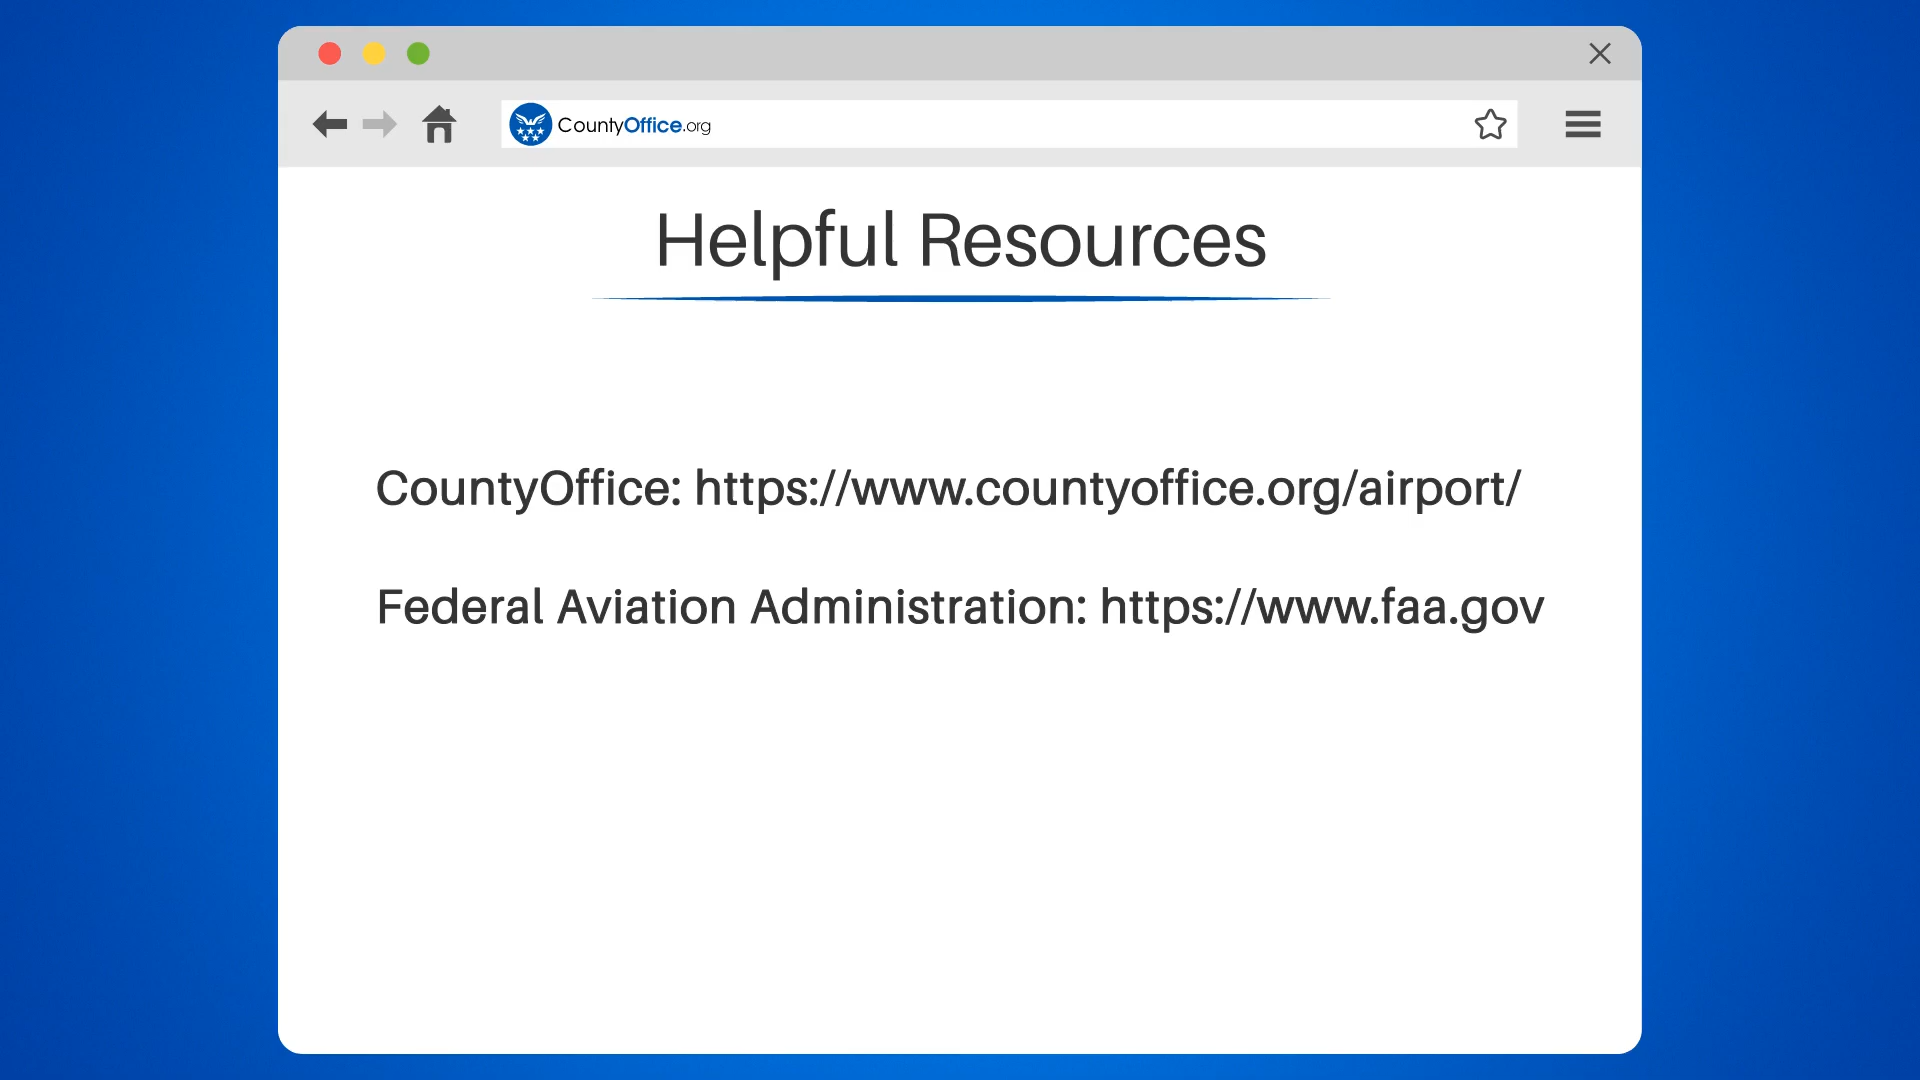 CountyOffice.org
Helpful Resources
CountyOffice: https://www.countyoffice.org/airport/
Federal Aviation Administration: https://www.faa.gov